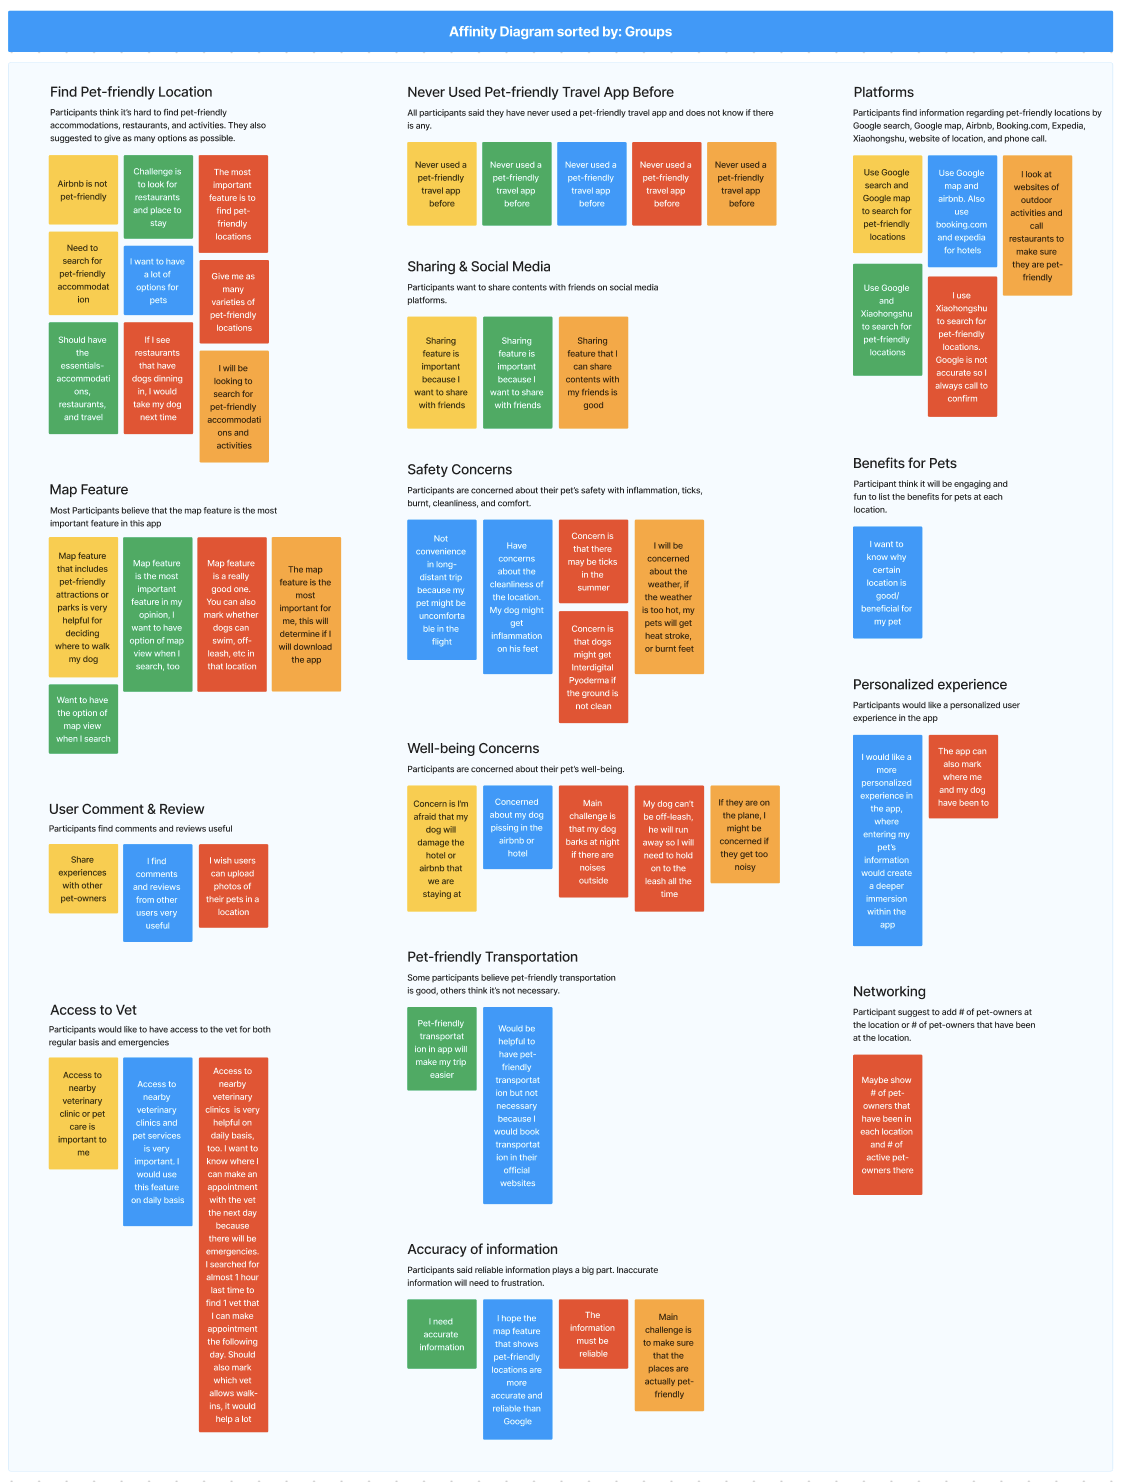 Affinity Diagram sorted by: Groups
Find Pet-friendly Location
Participants think it's hard to find pet-friendly
accommodations, restaurants, and activities. They also
suggested to give as many options as possible.
Airbnb is not
pet-friendly
Need to
search for
pet-friendly
accommodat
ion
Should have
the
essentials-
accommodati
ons,
restaurants,
and travel
Challenge is
to look for
restaurants
and place to
stay
I want to have
a lot of
options for
pets
If I see
restaurants
that have
dogs dinning
in, I would
take my dog
next time
The most
important
feature is to
find pet-
friendly
locations
Give me as
many
varieties of
pet-friendly
locations
I will be
looking to
search for
pet-friendly
accommodati
ons and
activities
Map Feature
Most Participants believe that the map feature is the most
important feature in this app
Map feature
that includes
pet-friendly
attractions or
parks is very
helpful for
deciding
where to walk
my dog
Want to have
the option of
map view
when I search
Map feature
is the most
important
feature in my
opinion, I
want to have
option of map
view when I
search, too
Map feature
is a really
good one.
You can also
mark whether
dogs can
swim, off-
leash, etc in
that location
The map
feature is the
most
important for
me, this will
determine if I
will download
the app
User Comment & Review
Participants find comments and reviews useful
Share
experiences
with other
pet-owners
I find
comments
and reviews
from other
users very
useful
I wish users
can upload
photos of
their pets in a
location
Access to Vet
Participants would like to have access to the vet for both
regular basis and emergencies
Access to
nearby
veterinary
clinic or pet
care is
important to
me
Access to
nearby
veterinary
clinics and
pet services
is very
important. I
would use
this feature
on daily basis
Access to
nearby
veterinary
clinics is very
helpful on
daily basis,
too. I want to
know where I
can make an
appointment
with the vet
the next day
because
there will be
emergencies.
I searched for
almost 1 hour
last time to
find 1 vet that
I can make
appointment
the following
day. Should
also mark
which vet
allows walk-
ins, it would
help a lot
Never Used Pet-friendly Travel App Before
All participants said they have never used a pet-friendly travel app and does not know if there
is any.
Never used a
pet-friendly
travel app
before
Never used a
pet-friendly
travel app
before
Never used a
pet-friendly
travel app
before
Never used a
pet-friendly
travel app
before
Never used a
pet-friendly
travel app
before
Sharing & Social Media
Participants want to share contents with friends on social media
platforms.
Sharing
feature is
important
because I
want to share
with friends
Sharing
feature is
important
because I
want to share
with friends
Sharing
feature that I
can share
contents with
my friends is
good
Safety Concerns
Participants are concerned about their pet's safety with inflammation, ticks,
burnt, cleanliness, and comfort.
Not
convenience
in long-
distant trip
because my
pet might be
uncomforta
ble in the
flight
Have
concerns
about the
cleanliness of
the location.
My dog might
get
inflammation
on his feet
Concern is
that there
may be ticks
in the
summer
Concern is
that dogs
might get
Interdigital
Pyoderma if
the ground is
not clean
I will be
concerned
about the
weather, if
the weather
is too hot, my
pets will get
heat stroke,
or burnt feet
Well-being Concerns
Participants are concerned about their pet's well-being.
Concern is I'm
afraid that my
dog will
damage the
hotel or
airbnb that
we are
staying at
Concerned
about my dog
pissing in the
airbnb or
hotel
Main
challenge is
that my dog
barks at night
if there are
noises
outside
My dog can't
be off-leash,
he will run
away so I will
need to hold
on to the
leash all the
time
If they are on
the plane, I
might be
concerned if
they get too
noisy
Pet-friendly Transportation
Some participants believe pet-friendly transportation
is good, others think it's not necessary.
Pet-friendly
transportat
ion in app will
make my trip
easier
Would be
helpful to
have pet-
friendly
transportat
ion but not
necessary
because I
would book
transportat
ion in their
official
websites
Accuracy of information
Participants said reliable information plays a big part. Inaccurate
information will need to frustration.
I need
accurate
information
I hope the
map feature
that shows
pet-friendly
locations are
more
accurate and
reliable than
Google
The
information
must be
reliable
Main
challenge is
to make sure
that the
places are
actually pet-
friendly
Platforms
Participants find information regarding pet-friendly locations by
Google search, Google map, Airbnb, Booking.com, Expedia,
Xiaohongshu, website of location, and phone call.
Use Google
search and
Google map
to search for
pet-friendly
locations
Use Google
and
Xiaohongshu
to search for
pet-friendly
locations
Use Google
map and
airbnb. Also
use
booking.com
and expedia
for hotels
I use
Xiaohongshu
to search for
pet-friendly
locations.
Google is not
accurate so I
always call to
confirm
I look at
websites of
outdoor
activities and
call
restaurants to
make sure
they are pet-
friendly
Benefits for Pets
Participant think it will be engaging and
fun to list the benefits for pets at each
location.
I want to
know why
certain
location is
good/
beneficial for
my pet
Personalized experience
Participants would like a personalized user
experience in the app
I would like a
more
personalized
experience in
the app,
where
entering my
pet's
information
would create
a deeper
immersion
within the
app
The app can
also mark
where me
and my dog
have been to
Networking
Participant suggest to add # of pet-owners at
the location or # of pet-owners that have been
at the location.
Maybe show
# of pet-
owners that
have been in
each location
and # of
active pet-
owners there